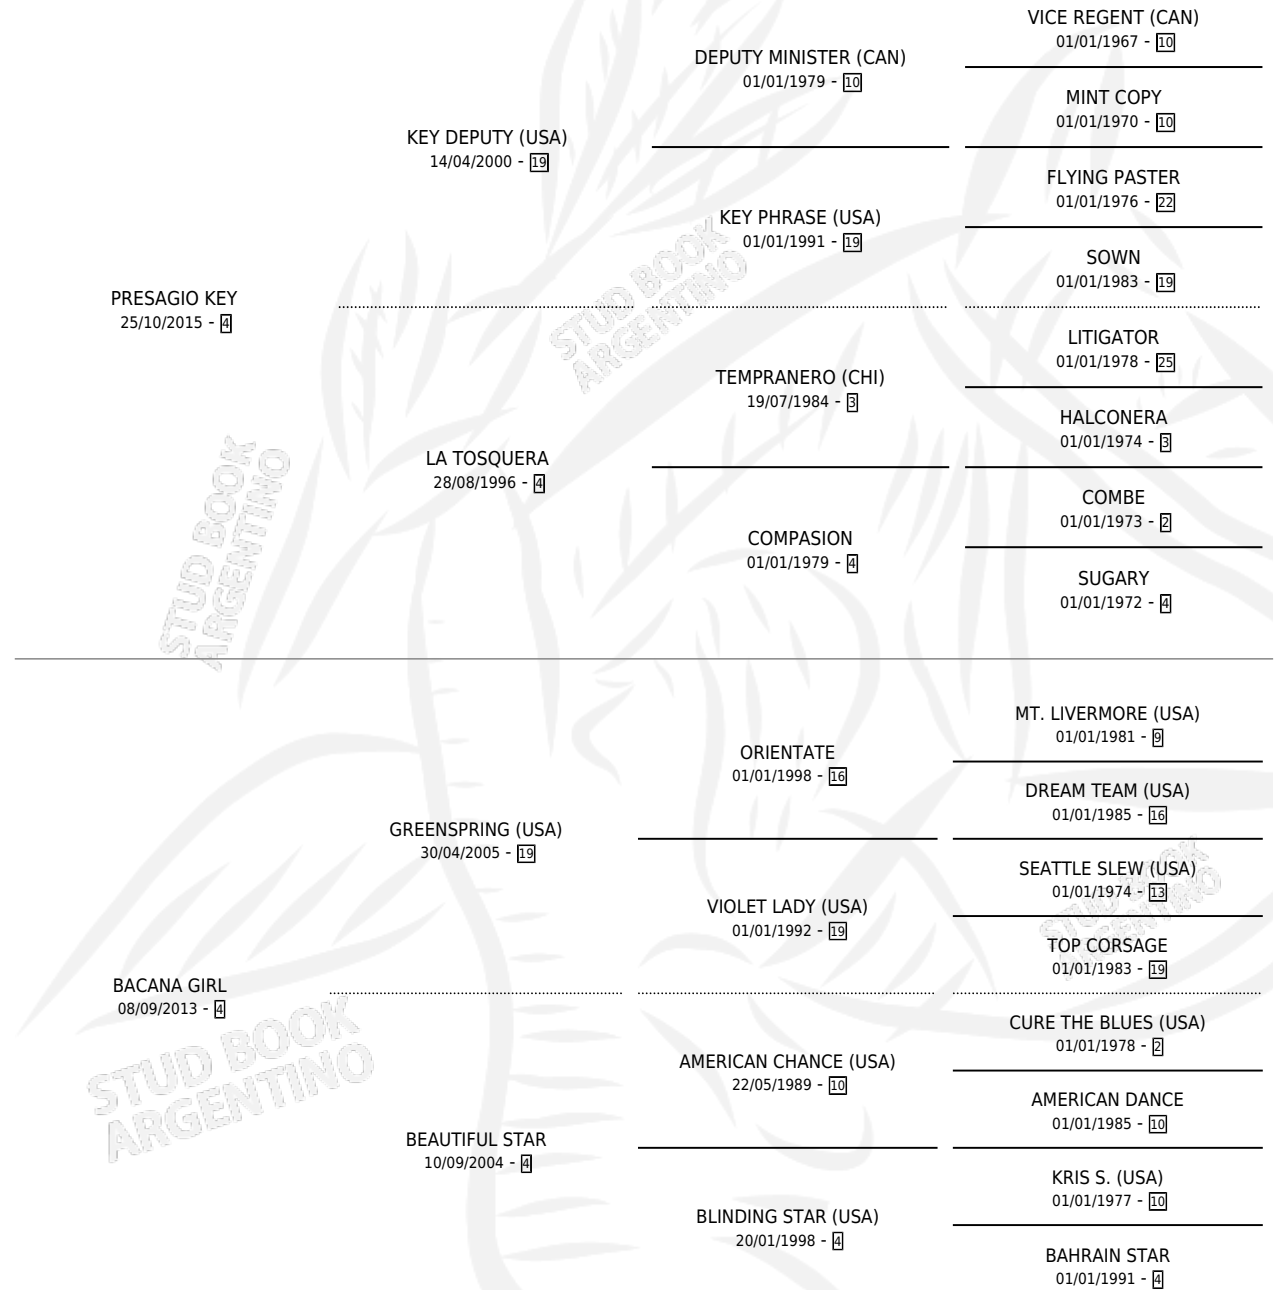 VICE REGENT (CAN)
01/01/1967 - 10
DEPUTY MINISTER (CAN)
01/01/1979 - 10
MINT COPY
01/01/1970 - 10
KEY DEPUTY (USA)
14/04/2000 - 19
FLYING PASTER
01/01/1976 - 22
KEY PHRASE (USA)
01/01/1991 - 19
SOWN
01/01/1983 - 19
PRESAGIO KEY
25/10/2015 - 4
STUD BOOK
ARGENTINO
LITIGATOR
01/01/1978 - 25
TEMPRANERO (CHI)
19/07/1984 - 3
HALCONERA
01/01/1974 - 3
LA TOSQUERA
28/08/1996 - 4
COMBE
01/01/1973 - 2
COMPASION
01/01/1979 - 4
SUGARY
01/01/1972 - 4
STUD BOOK
ARGENTINO
MT. LIVERMORE (USA)
01/01/1981 - 9
ORIENTATE
01/01/1998 - 16
DREAM TEAM (USA)
01/01/1985 - 16
GREENSPRING (USA)
30/04/2005 - 19
SEATTLE SLEW (USA)
01/01/1974 - 13
VIOLET LADY (USA)
01/01/1992 - 19
STUD BOOK
ARGENTINO
TOP CORSAGE
01/01/1983 - 19
BACANA GIRL
08/09/2013 - 4
STUD BOOK
ARGENTINO
CURE THE BLUES (USA)
01/01/1978 - 2
AMERICAN CHANCE (USA)
22/05/1989 - 10
AMERICAN DANCE
01/01/1985 - 10
BEAUTIFUL STAR
10/09/2004 - 4
KRIS S. (USA)
01/01/1977 - 10
BLINDING STAR (USA)
20/01/1998 - 4
BAHRAIN STAR
01/01/1991 - 4